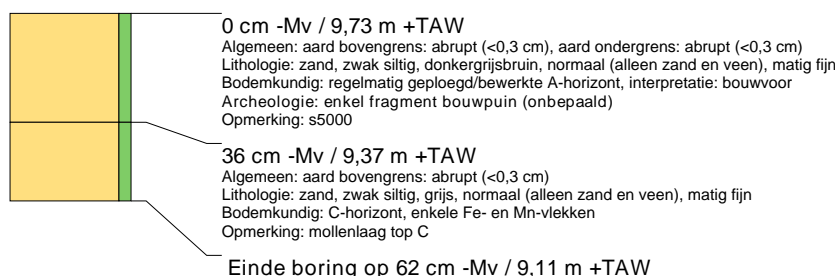 0 cm -Mv / 9,73 m +TAW
Algemeen: aard bovengrens: abrupt (<0,3 cm), aard ondergrens: abrupt (<0,3 cm)
Lithologie: zand, zwak siltig, donkergrijsbruin, normaal (alleen zand en veen), matig fijn
Bodemkundig: regelmatig geploegd/bewerkte A-horizont, interpretatie: bouwvoor
Archeologie: enkel fragment bouwpuin (onbepaald)
Opmerking: s5000
36 cm -Mv / 9,37 m +TAW
Algemeen: aard bovengrens: abrupt (<0,3 cm)
Lithologie: zand, zwak siltig, grijs, normaal (alleen zand en veen), matig fijn
Bodemkundig: C-horizont, enkele Fe- en Mn-vlekken
Opmerking: mollenlaag top C
Einde boring op 62 cm -Mv / 9,11 m +TAW